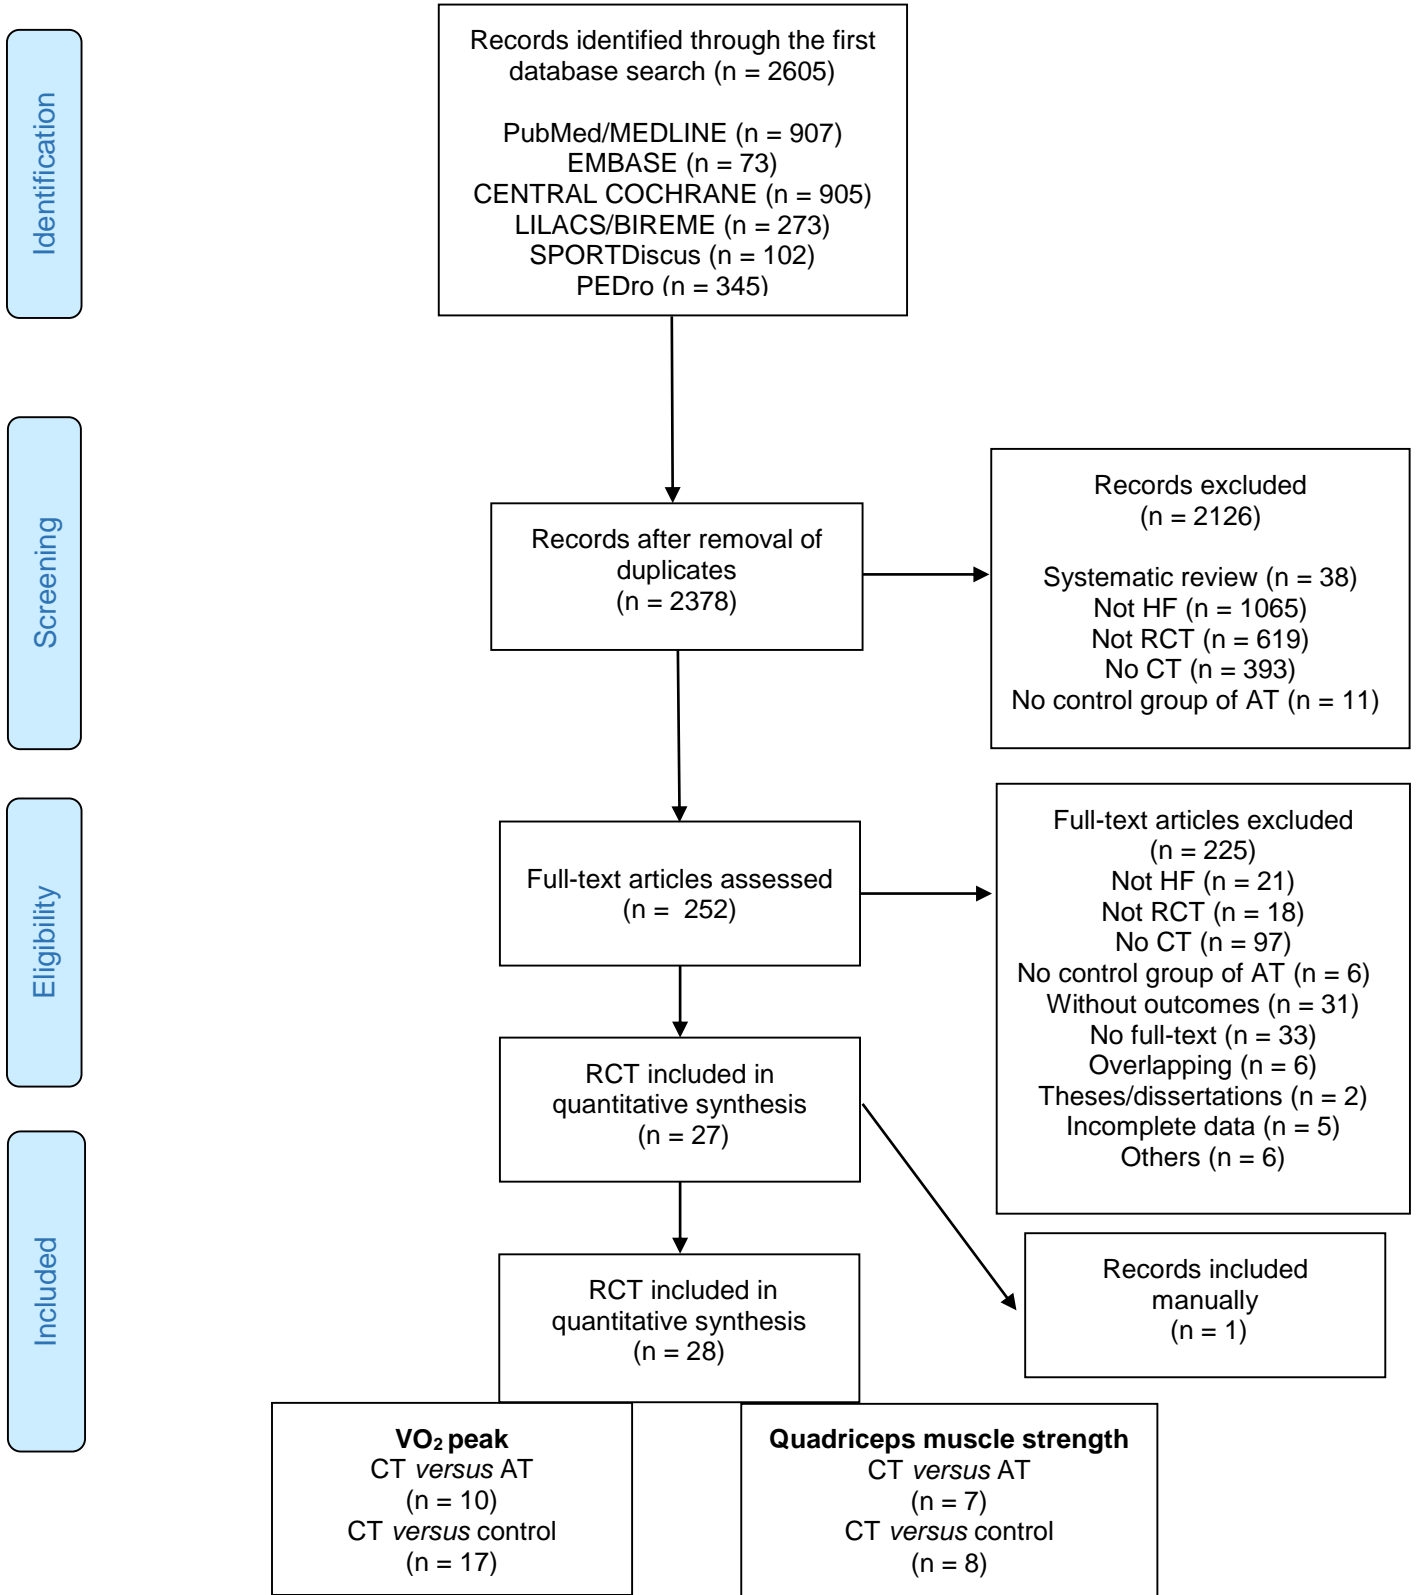 Identification
Records identified through the first
database search (n = 2605)
PubMed/MEDLINE (n = 907)
EMBASE (n = 73)
CENTRAL COCHRANE (n = 905)
LILACS/BIREME (n = 273)
SPORTDiscus (n = 102)
PEDro (n = 345)
Screening
Records after removal of
duplicates
(n = 2378)
Records excluded
(n = 2126)
Systematic review (n = 38)
Not HF (n = 1065)
Not RCT (n = 619)
No CT (n = 393)
No control group of AT (n = 11)
Eligibility
Full-text articles assessed
(n = 252)
Full-text articles excluded
(n = 225)
Not HF (n = 21)
Not RCT (n = 18)
No CT (n = 97)
No control group of AT (n = 6)
Without outcomes (n = 31)
No full-text (n = 33)
Overlapping (n = 6)
Theses/dissertations (n = 2)
Incomplete data (n = 5)
Others (n = 6)
RCT included in
quantitative synthesis
(n = 27)
Included
RCT included in
quantitative synthesis
(n = 28)
Records included
manually
(n = 1)
VO₂ peak
CT versus AT
(n = 10)
CT versus control
(n = 17)
Quadriceps muscle strength
CT versus AT
(n = 7)
CT versus control
(n = 8)